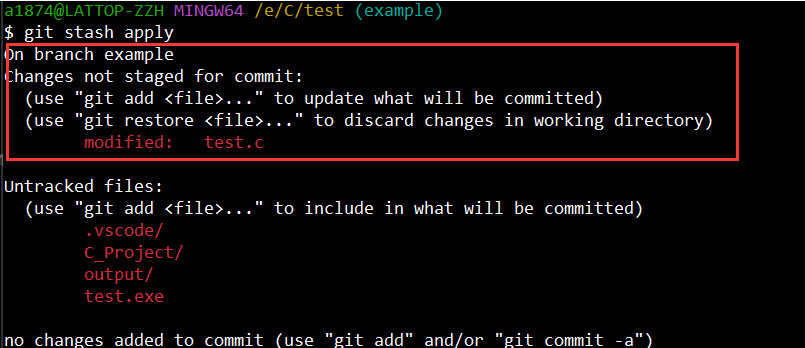 a1874@LATTOP-ZZH MINGW64 /e/C/test (example)
$ git stash apply
On branch example
Changes not staged for commit:
  (use "git add <file>..." to update what will be committed)
  (use "git restore <file>..." to discard changes in working directory)
        modified:   test.c

Untracked files:
  (use "git add <file>..." to include in what will be committed)
        .vscode/
        C_Project/
        output/
        test.exe

no changes added to commit (use "git add" and/or "git commit -a")